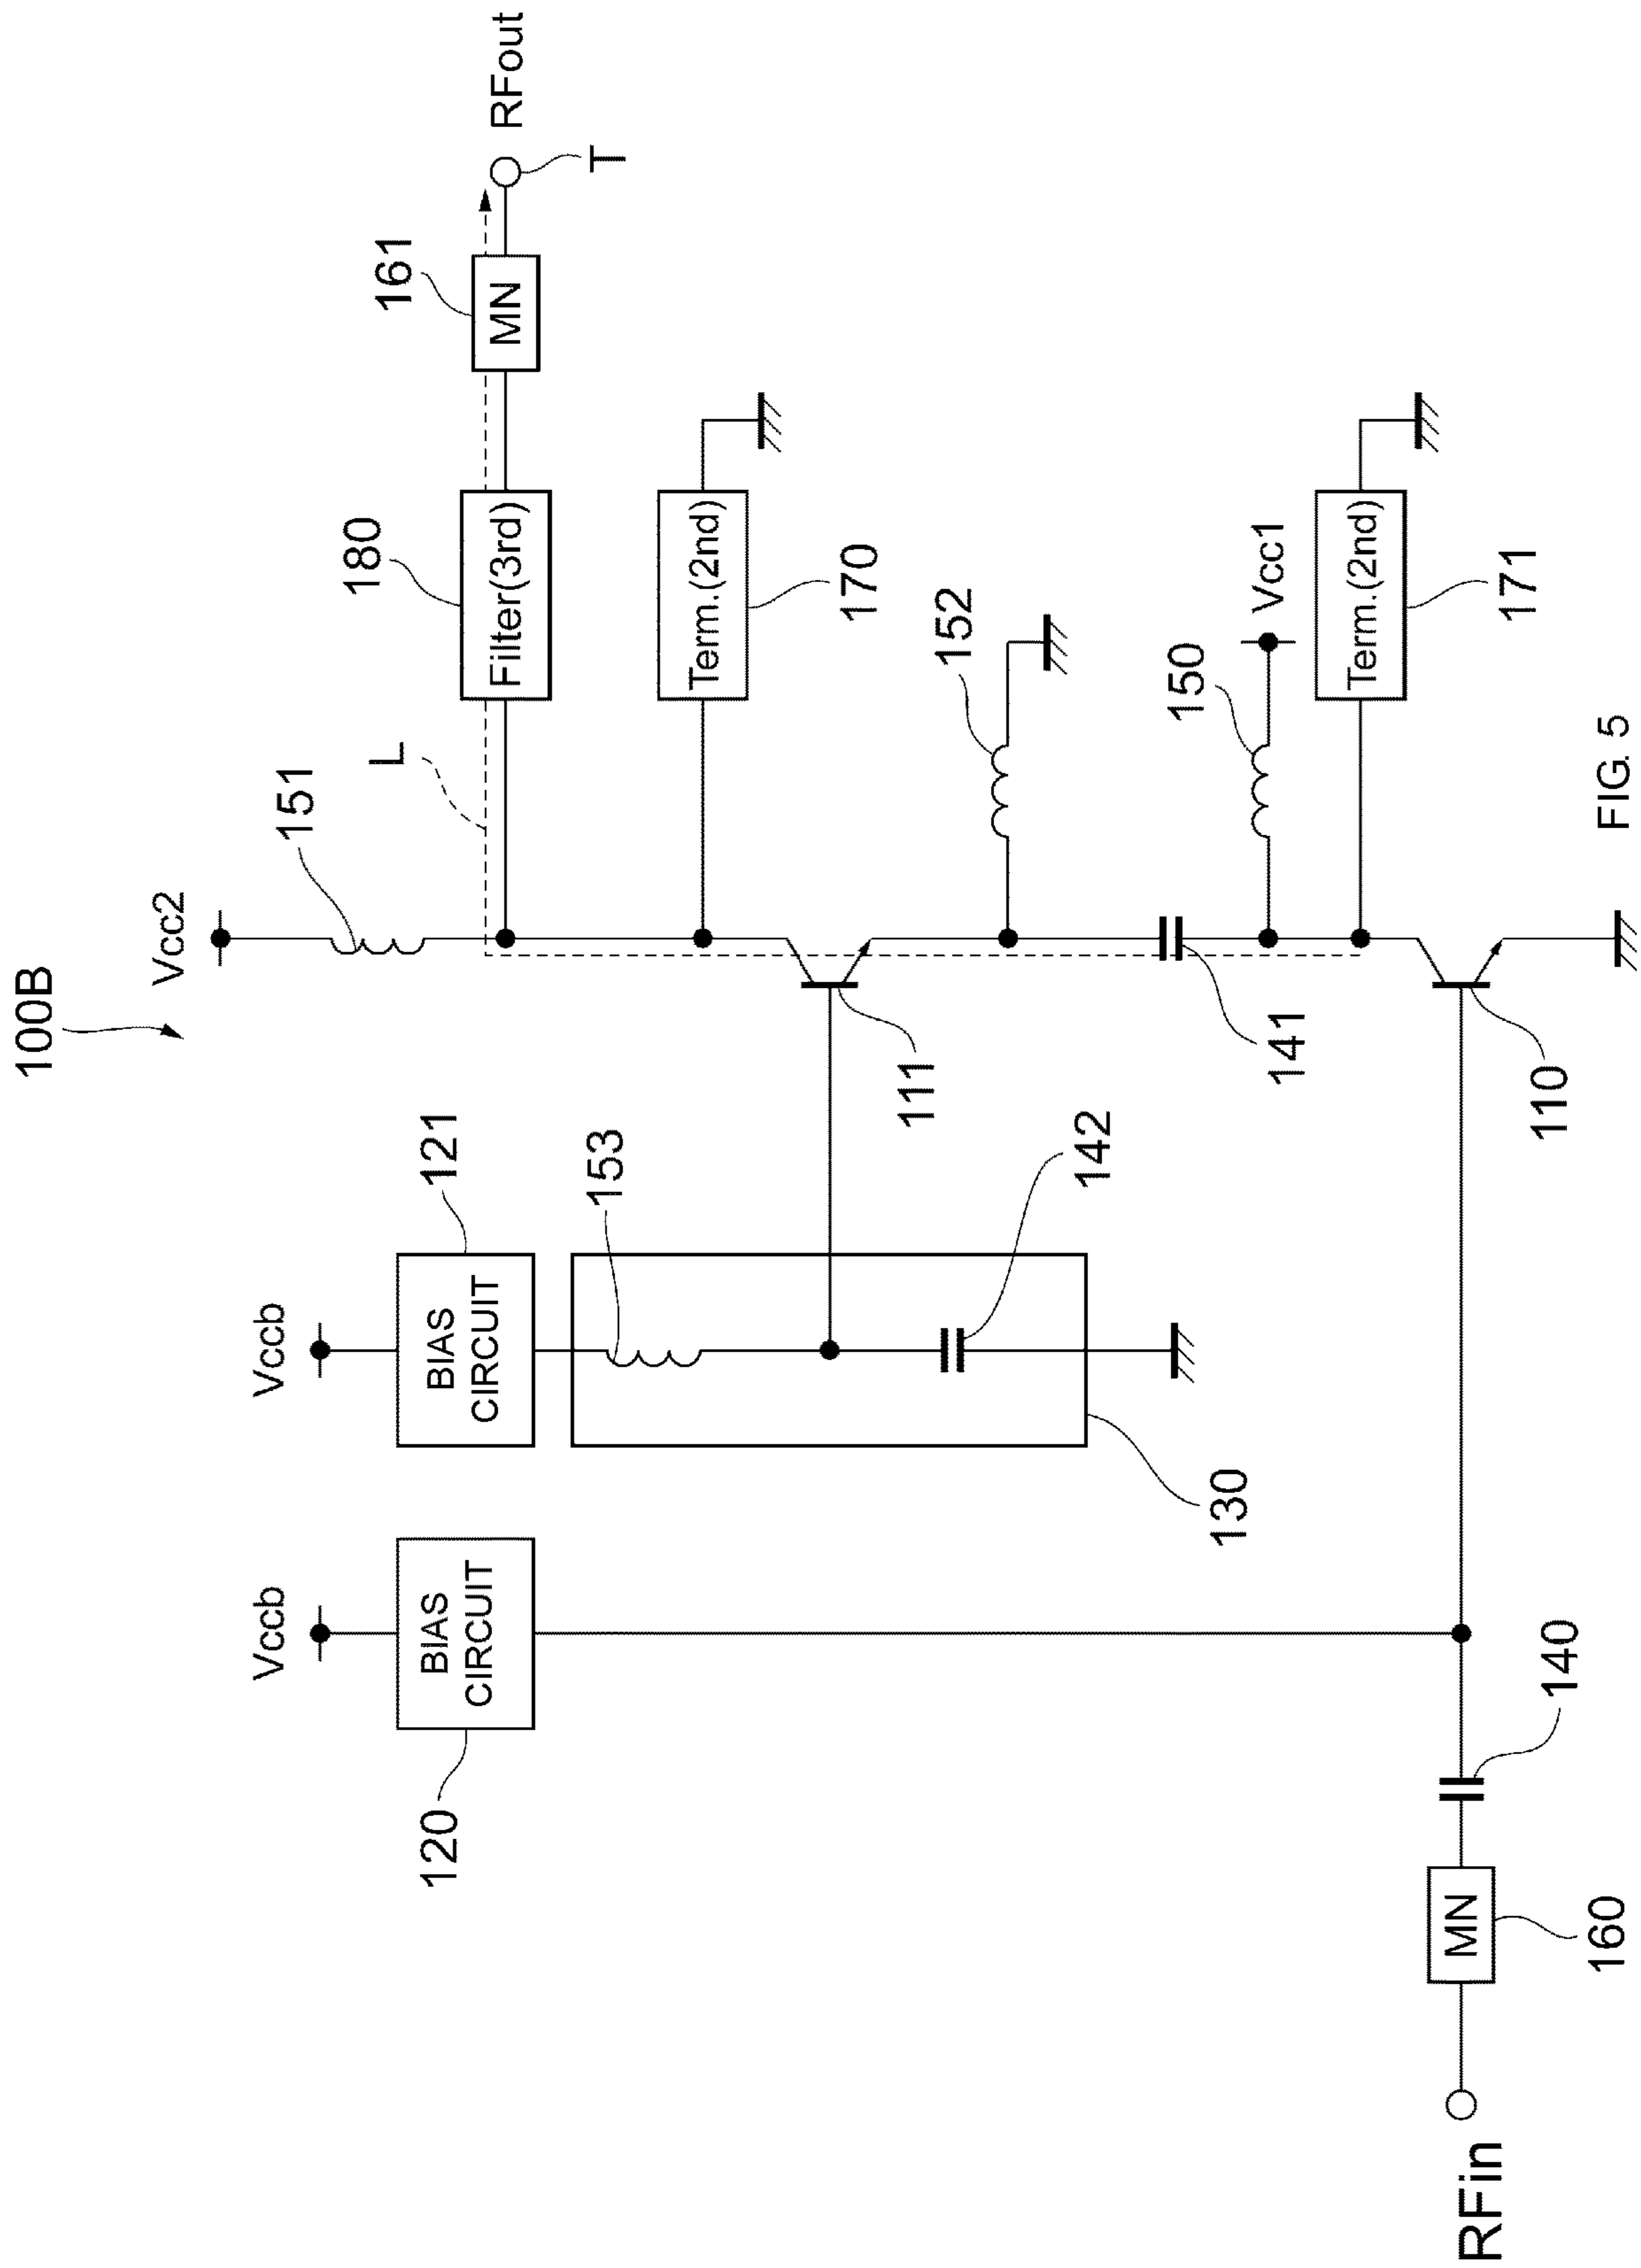 100B
Vcc2
151
L
180
Filter(3rd)
161
MN
RFout
T
Term.(2nd)
170
152
150
Vcc1
Term.(2nd)
171
Vccb
BIAS
CIRCUIT
120
Vccb
BIAS
CIRCUIT
121
153
142
130
111
141
110
RFin
MN
160
140
FIG. 5